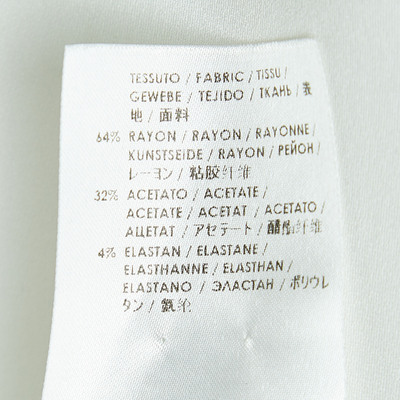 TESSUTO / FABRIC / TISSU /
GEWEBE / TEJIDO / ТКАНЬ / 表
地 / 面料
64% RAYON / RAYON / RAYONNE /
KUNSTSEIDE / RAYON / РЕЙОН /
レーヨン / 粘胶纤维
32% ACETATO / ACETATE /
ACETATE / ACETAT / ACETATO /
АЦЕТАТ / アセテート / 醋酯纤维
4% ELASTAN / ELASTANE /
ELASTHANNE / ELASTHAN /
ELASTANO / ЭЛАСТАН / ポリウレ
タン / 氨纶